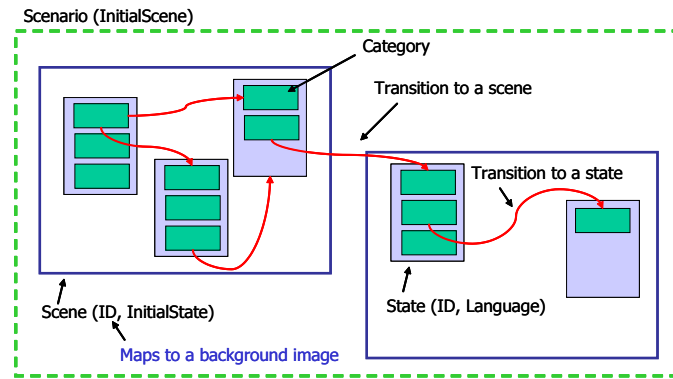 Scenario (InitialScene)
Category
Transition to a scene
Transition to a state
Scene (ID, InitialState)
State (ID, Language)
Maps to a background image